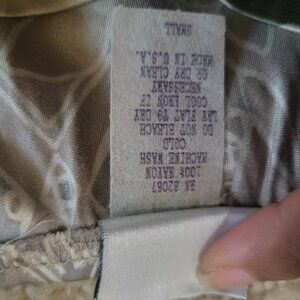 RN 82087
100% RAYON
MACHINE WASH
COLD
DO NOT BLEACH
LAY FLAT TO DRY
COOL IRON IF
NECESSARY
OR DRY CLEAN
MADE IN U.S.A.
SMALL